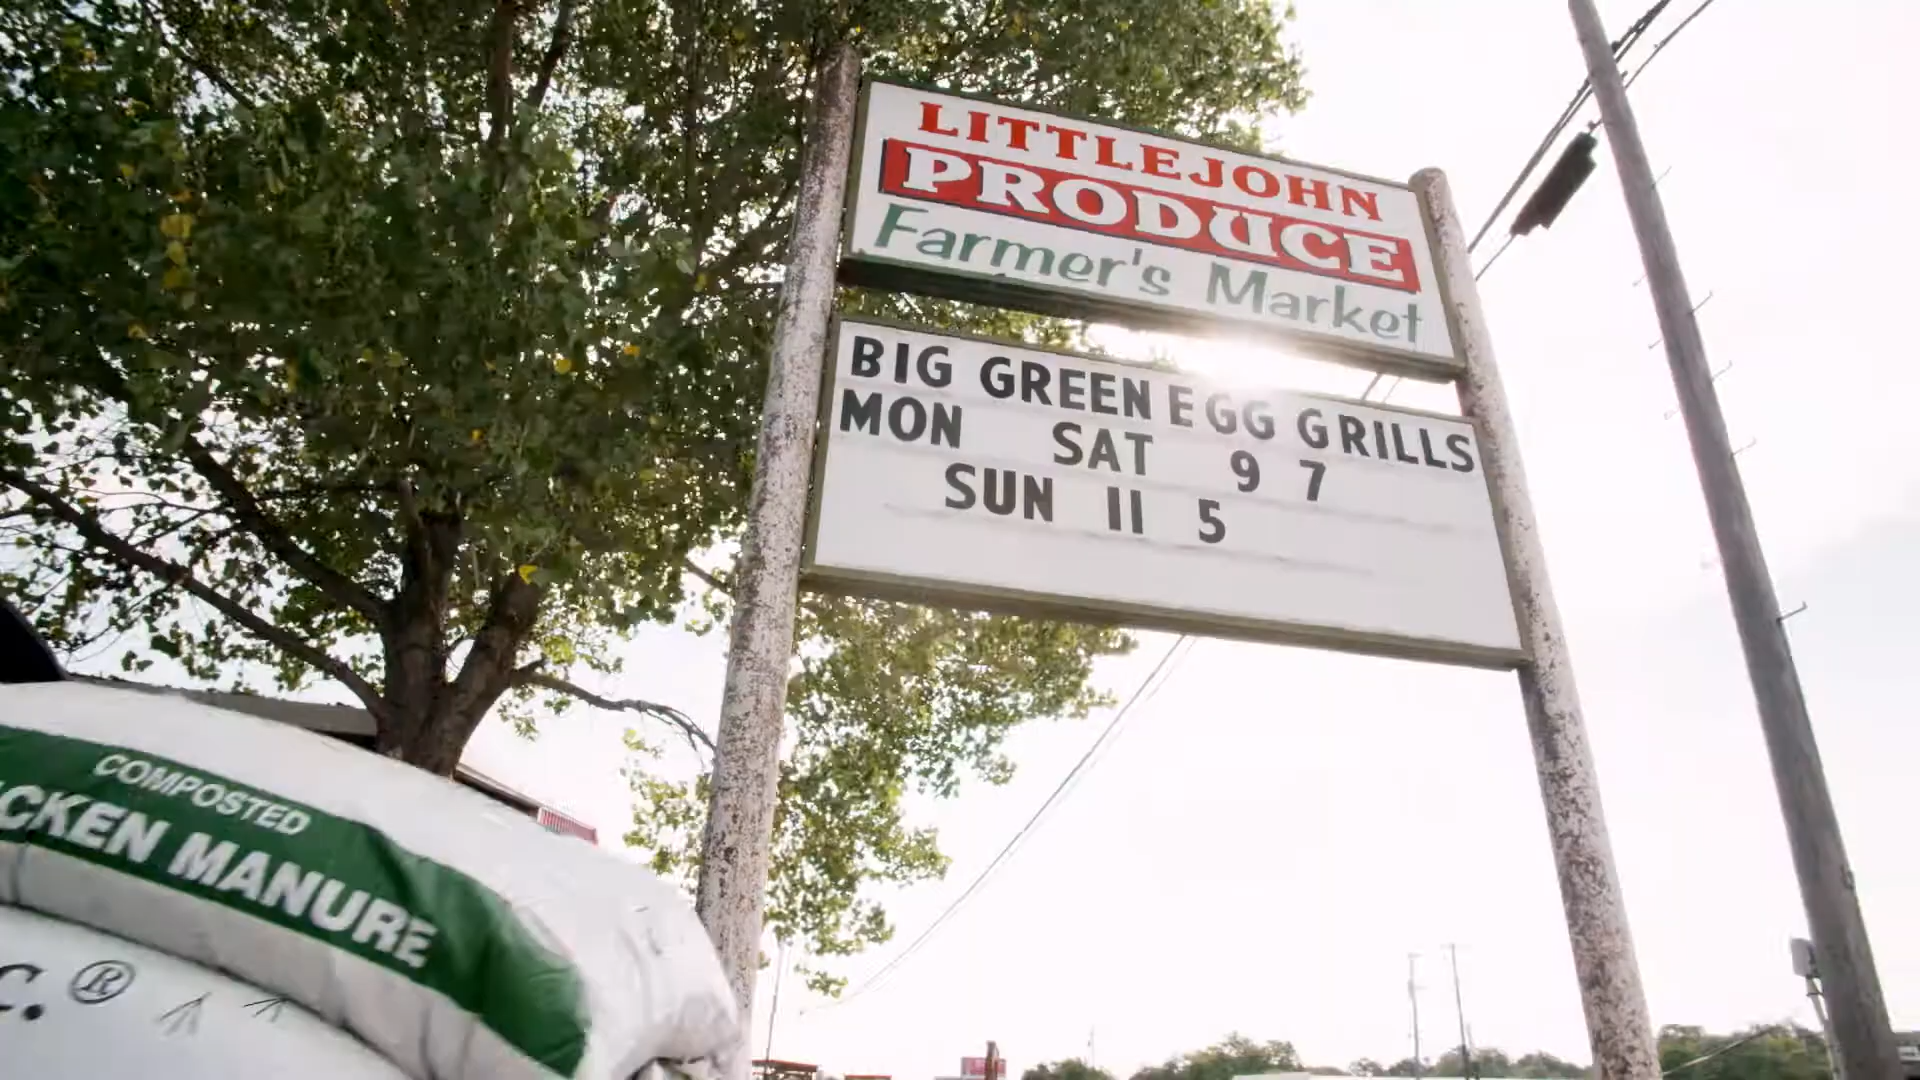 LITTLEJOHN
PRODUCE
Farmer's Market
BIG GREEN EGG GRILLS
MON SAT 9 7
SUN 11 5
COMPOSTED
CKEN MANURE
C.®